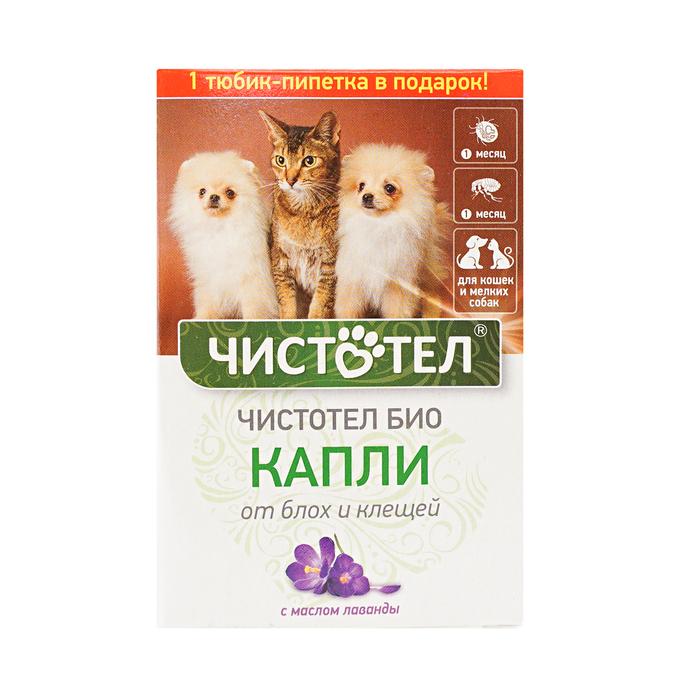 1 тюбик-пипетка в подарок!
1 месяц
1 месяц
для кошек
и мелких
собак
ЧИСТОТЕЛ®
ЧИСТОТЕЛ БИО
КАПЛИ
от блох и клещей
с маслом лаванды